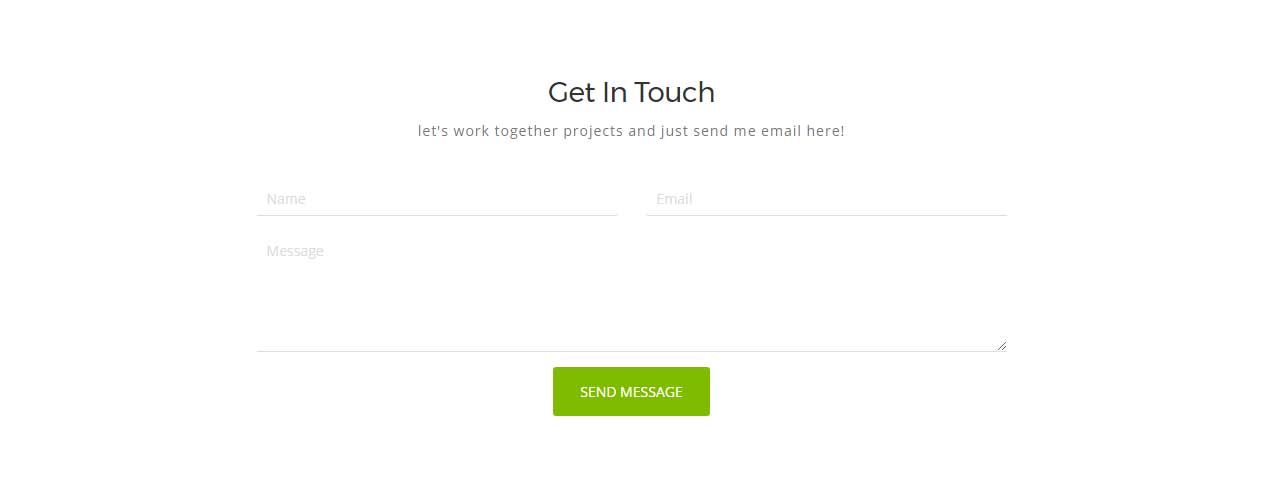 Get In Touch
let's work together projects and just send me email here!
Name
Email
Message
SEND MESSAGE